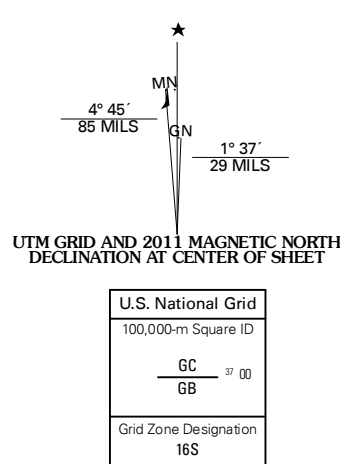 ★
MN
4° 45´
85 MILS
GN
1° 37´
29 MILS
UTM GRID AND 2011 MAGNETIC NORTH
DECLINATION AT CENTER OF SHEET
U.S. National Grid
100,000-m Square ID
GC
37 00
GB
Grid Zone Designation
16S